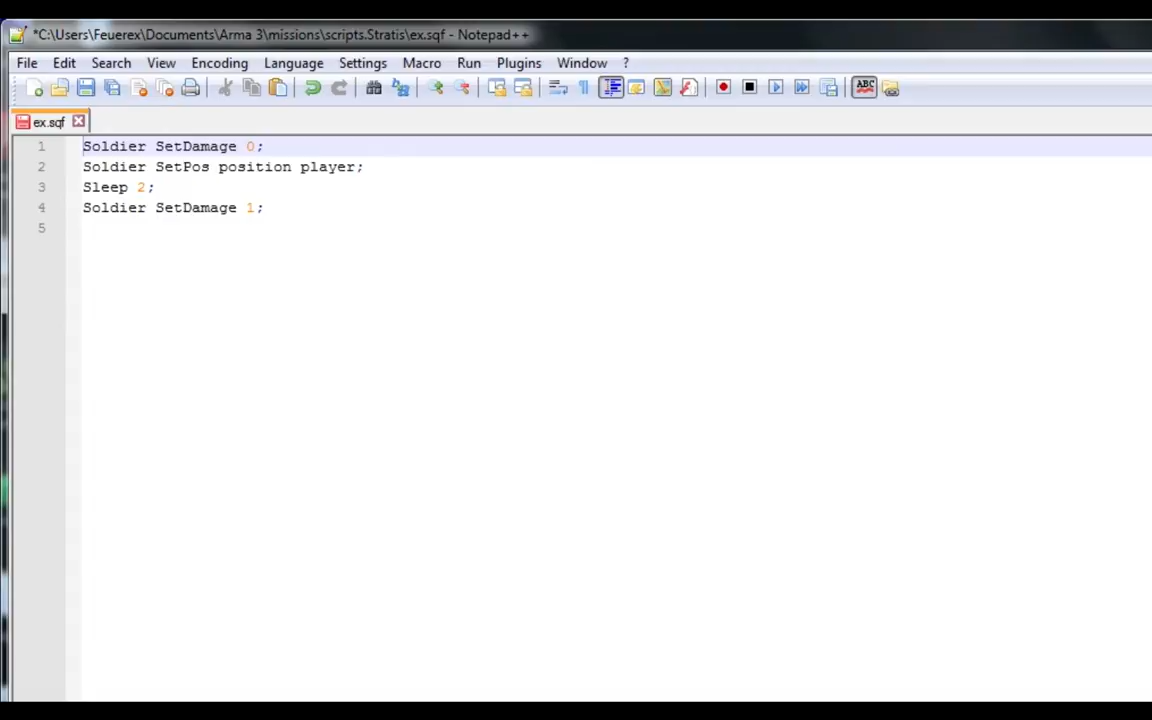 *C:\Users\Feuerex\Documents\Arma 3\missions\scripts.Stratis\ex.sqf - Notepad++
File Edit Search View Encoding Language Settings Macro Run Plugins Window ?
ABC
ex.sqf
1 Soldier SetDamage 0;
2 Soldier SetPos position player;
3 Sleep 2;
4 Soldier SetDamage 1;
5